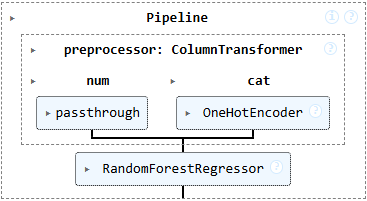 Pipeline i ?
preprocessor: ColumnTransformer ?
num cat
passthrough OneHotEncoder ?
RandomForestRegressor ?